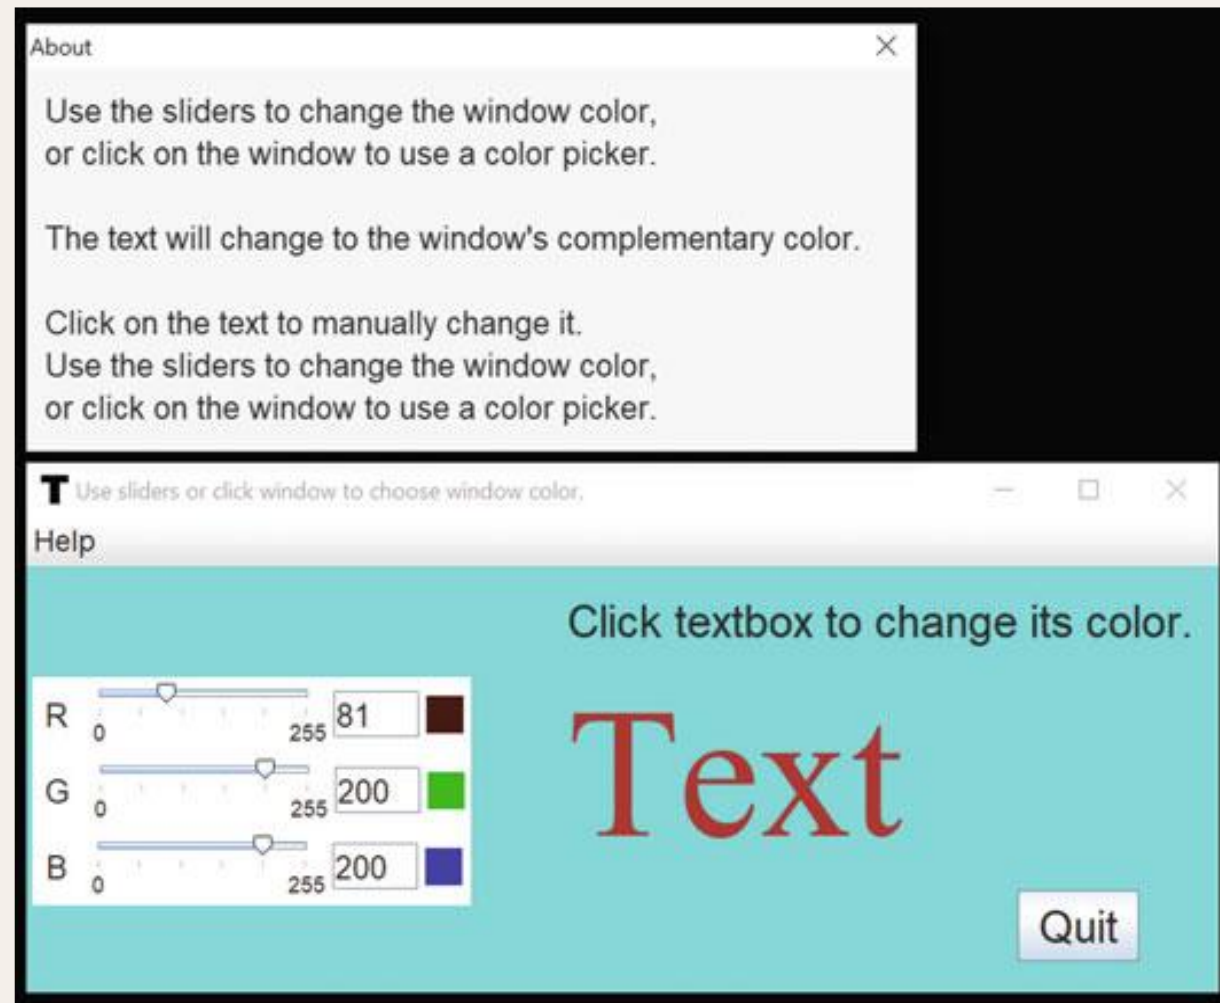 About
Use the sliders to change the window color,
or click on the window to use a color picker.
The text will change to the window's complementary color.
Click on the text to manually change it.
Use the sliders to change the window color,
or click on the window to use a color picker.
T Use sliders or click window to choose window color.
Help
Click textbox to change its color.
R 0 255 81
G 0 255 200
B 0 255 200
Text
Quit